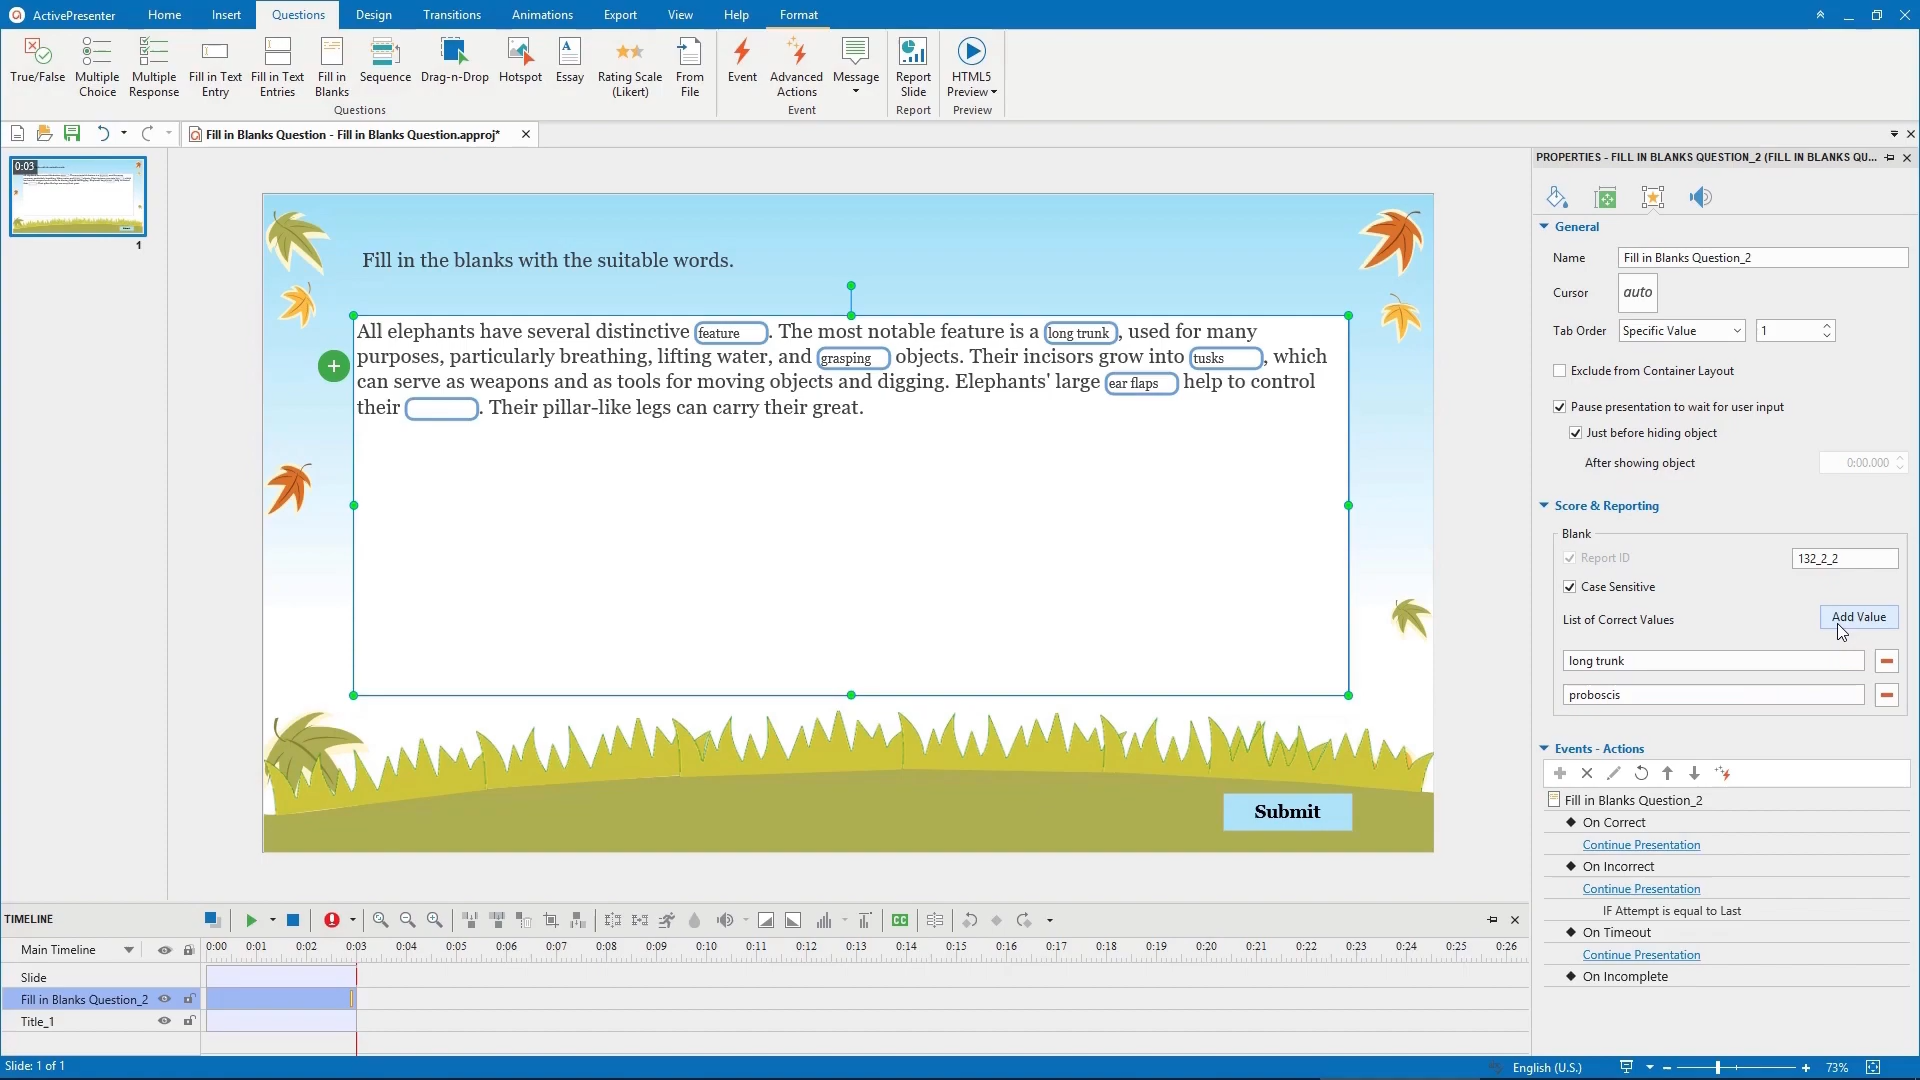 ActivePresenter
Home Insert Questions Design Transitions Animations Export View Help Format
True/False
Multiple Choice
Multiple Response
Fill in Text Entry
Fill in Text Entries
Fill in Blanks
Sequence
Drag-n-Drop
Hotspot
Essay
Rating Scale (Likert)
From File
Event
Advanced Actions
Message
Report Slide
HTML5 Preview
Questions Event Report Preview
Fill in Blanks Question - Fill in Blanks Question.approj*
0:03
1
Fill in the blanks with the suitable words.
All elephants have several distinctive feature. The most notable feature is a long trunk, used for many
purposes, particularly breathing, lifting water, and grasping objects. Their incisors grow into tusks, which
can serve as weapons and as tools for moving objects and digging. Elephants' large ear flaps help to control
their . Their pillar-like legs can carry their great.
Submit
PROPERTIES - FILL IN BLANKS QUESTION_2 (FILL IN BLANKS QU...
General
Name Fill in Blanks Question_2
Cursor auto
Tab Order Specific Value 1
Exclude from Container Layout
Pause presentation to wait for user input
Just before hiding object
After showing object 0:00.000
Score & Reporting
Blank
Report ID 132_2_2
Case Sensitive
List of Correct Values Add Value
long trunk
proboscis
Events - Actions
Fill in Blanks Question_2
On Correct
Continue Presentation
On Incorrect
Continue Presentation
IF Attempt is equal to Last
On Timeout
Continue Presentation
On Incomplete
TIMELINE
CC
Main Timeline 0:00 0:01 0:02 0:03 0:04 0:05 0:06 0:07 0:08 0:09 0:10 0:11 0:12 0:13 0:14 0:15 0:16 0:17 0:18 0:19 0:20 0:21 0:22 0:23 0:24 0:25 0:26
Slide
Fill in Blanks Question_2
Title_1
Slide: 1 of 1
English (U.S.) 73%